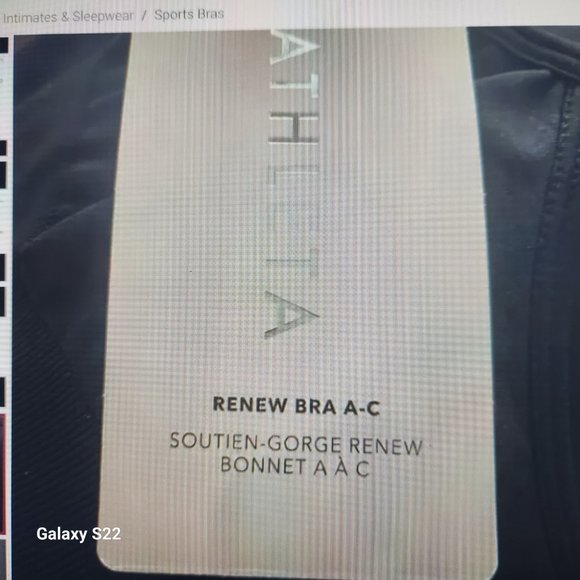 Intimates & Sleepwear / Sports Bras
ATHLETA
RENEW BRA A-C
SOUTIEN-GORGE RENEW
BONNET A À C
Galaxy S22